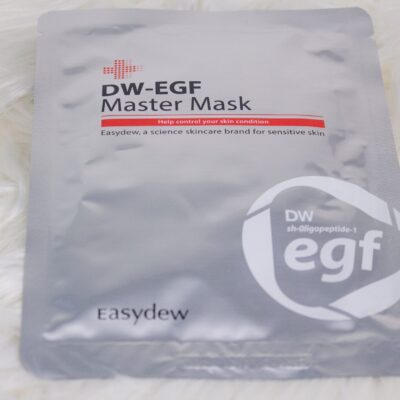 DW-EGF
Master Mask
Help control your skin condition
Easydew, a science skincare brand for sensitive skin
DW
sh-Oligopeptide-1
egf
Easydew